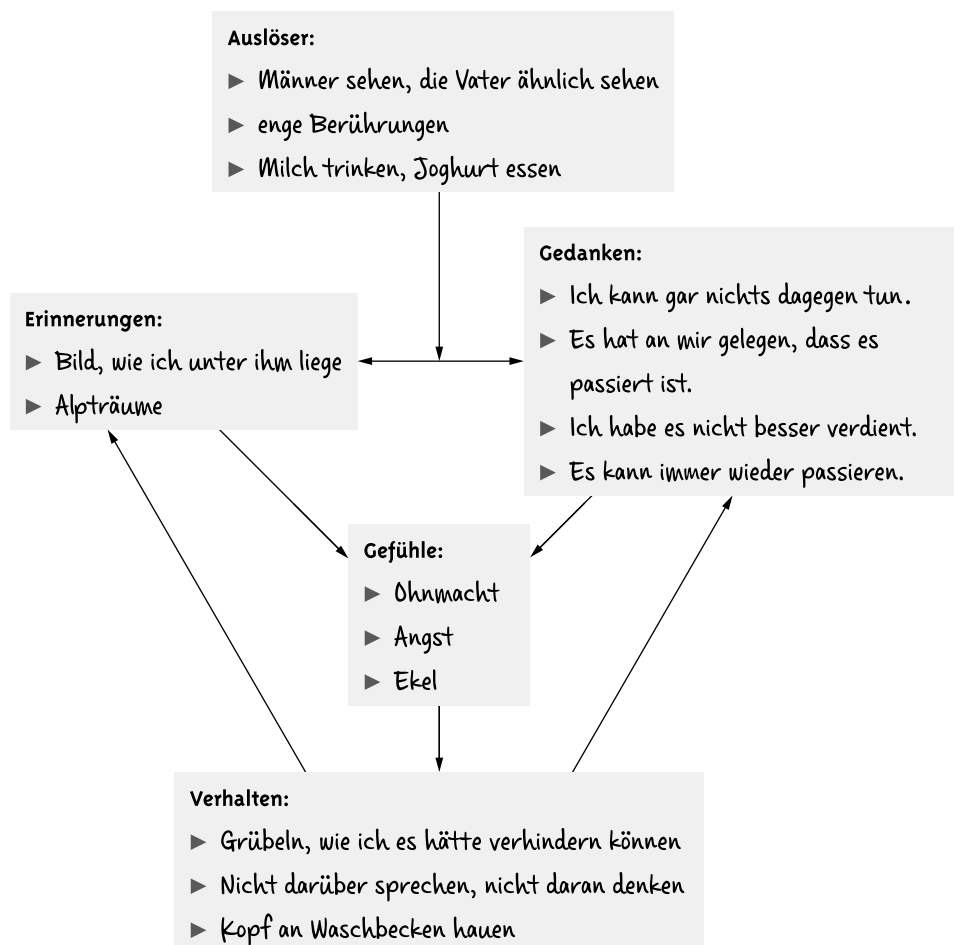 Auslöser:
► Männer sehen, die Vater ähnlich sehen
► enge Berührungen
► Milch trinken, Joghurt essen
Gedanken:
► Ich kann gar nichts dagegen tun.
► Es hat an mir gelegen, dass es
passiert ist.
► Ich habe es nicht besser verdient.
► Es kann immer wieder passieren.
Erinnerungen:
► Bild, wie ich unter ihm liege
► Alpträume
Gefühle:
► Ohnmacht
► Angst
► Ekel
Verhalten:
► Grübeln, wie ich es hätte verhindern können
► Nicht darüber sprechen, nicht daran denken
► Kopf an Waschbecken hauen